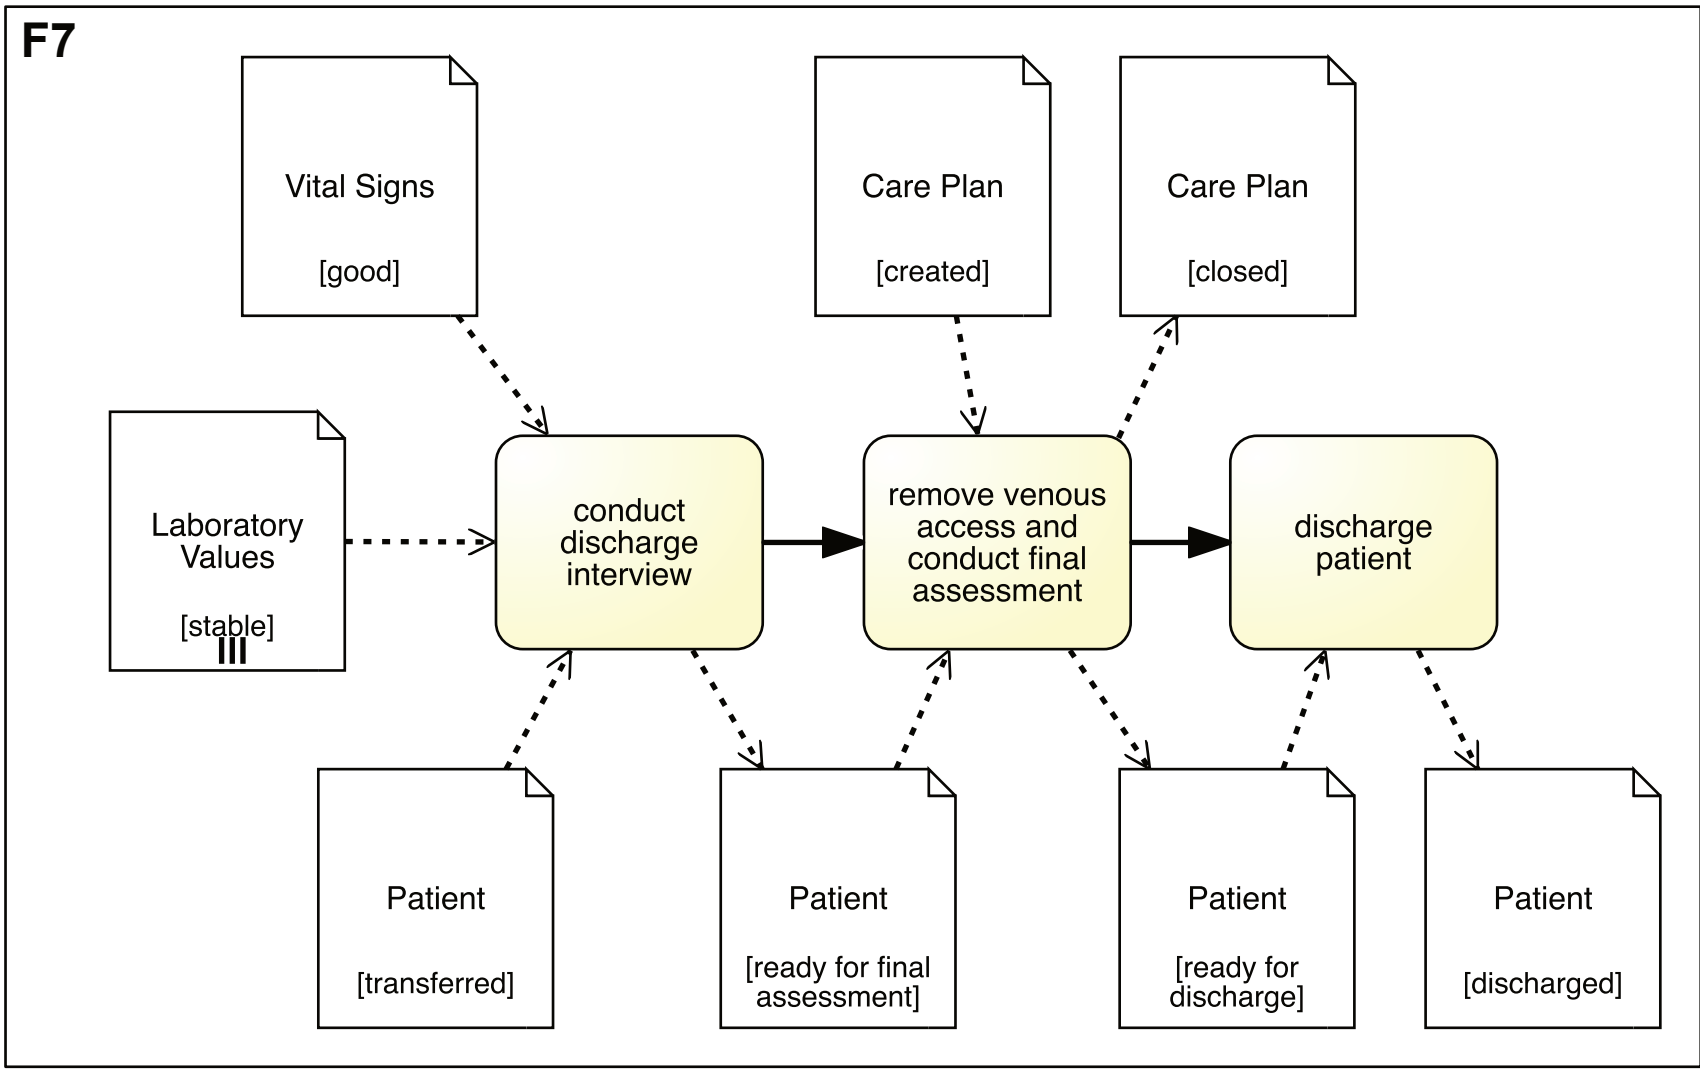 F7
Vital Signs
[good]
Care Plan
[created]
Care Plan
[closed]
Laboratory
Values
[stable]
conduct
discharge
interview
remove venous
access and
conduct final
assessment
discharge
patient
Patient
[transferred]
Patient
[ready for final
assessment]
Patient
[ready for
discharge]
Patient
[discharged]